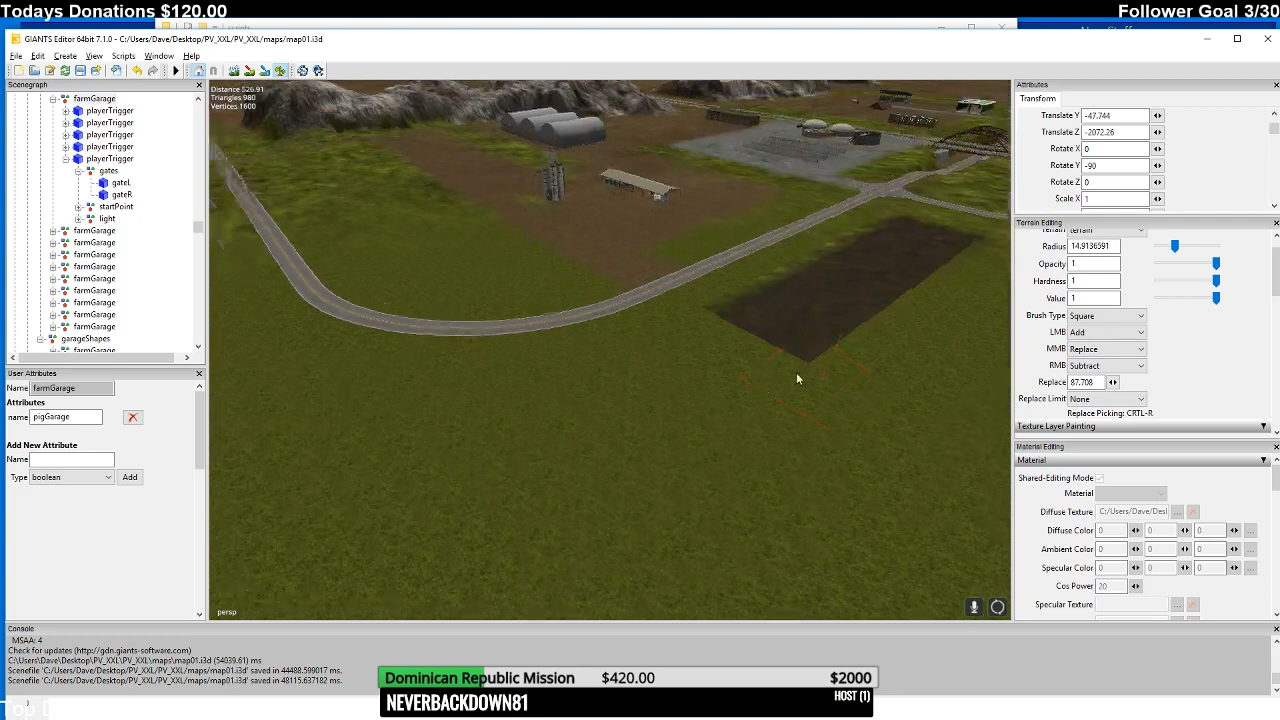 Todays Donations $120.00
Follower Goal 3/30
GIANTS Editor 64bit 7.1.0 - C:/Users/Dave/Desktop/PV_XXL/PV_XXL/maps/map01.i3d
File Edit Create View Scripts Window Help
Scenegraph
farmGarage
playerTrigger
playerTrigger
playerTrigger
playerTrigger
playerTrigger
gates
gateL
gateR
startPoint
light
farmGarage
farmGarage
farmGarage
farmGarage
farmGarage
farmGarage
farmGarage
farmGarage
farmGarage
garageShapes
farmGarage
User Attributes
Name farmGarage
Attributes
name pigGarage
Add New Attribute
Name
Type boolean Add
Distance 526.91
Triangles 980
Vertices 1600
persp
Attributes
Transform
Translate Y -47.744
Translate Z -2072.26
Rotate X 0
Rotate Y -90
Rotate Z 0
Scale X 1
Terrain Editing
Terrain terrain
Radius 14.9136591
Opacity 1
Hardness 1
Value 1
Brush Type Square
LMB Add
MMB Replace
RMB Subtract
Replace 87.708
Replace Limit None
Replace Picking: CRTL-R
Texture Layer Painting
Material Editing
Material
Shared-Editing Mode
Material
Diffuse Texture C:/Users/Dave/Desl ...
Diffuse Color 0 0 0 ...
Ambient Color 0 0 0 ...
Specular Color 0 0 0 ...
Cos Power 20
Specular Texture ...
Console
MSAA: 4
Check for updates (http://gdn.giants-software.com)
C:\Users\Dave\Desktop\PV_XXL\PV_XXL\maps\map01.i3d (54039.61) ms
Scenefile 'C:/Users/Dave/Desktop/PV_XXL/PV_XXL/maps/map01.i3d' saved in 44488.599017 ms.
Scenefile 'C:/Users/Dave/Desktop/PV_XXL/PV_XXL/maps/map01.i3d' saved in 48115.637182 ms.
Dominican Republic Mission $420.00 $2000
NEVERBACKDOWN81 HOST (1)